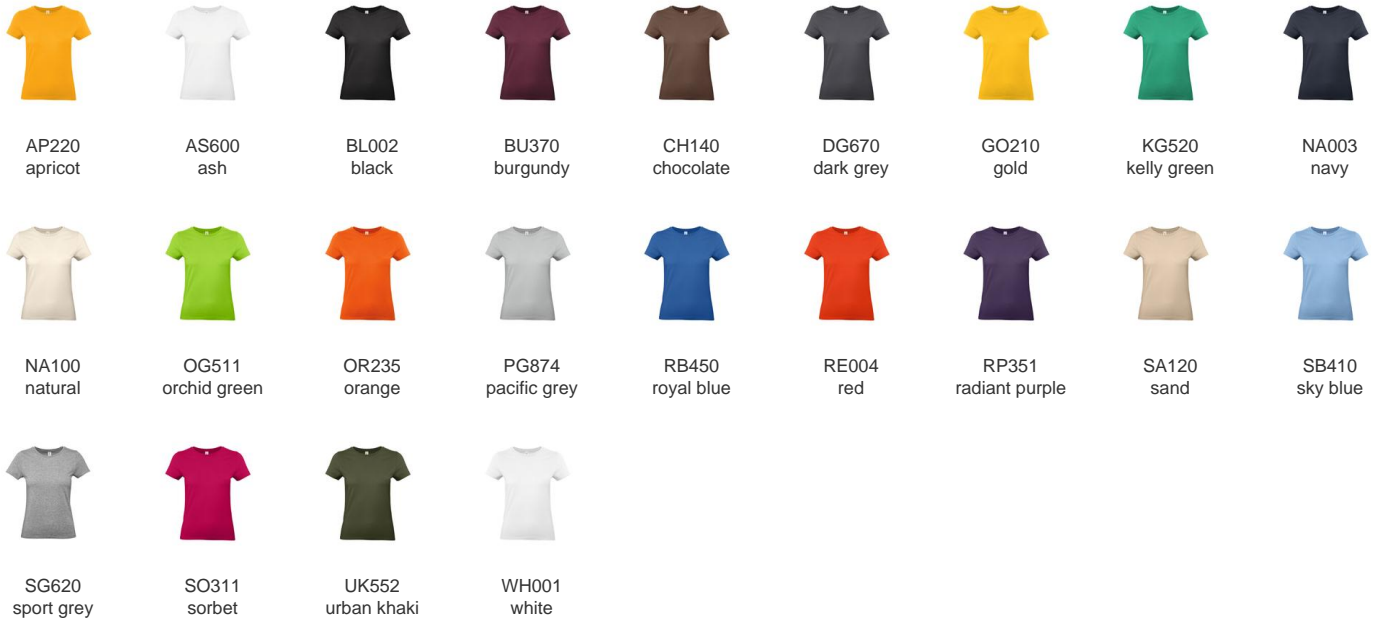 AP220
apricot
AS600
ash
BL002
black
BU370
burgundy
CH140
chocolate
DG670
dark grey
GO210
gold
KG520
kelly green
NA003
navy
NA100
natural
OG511
orchid green
OR235
orange
PG874
pacific grey
RB450
royal blue
RE004
red
RP351
radiant purple
SA120
sand
SB410
sky blue
SG620
sport grey
SO311
sorbet
UK552
urban khaki
WH001
white